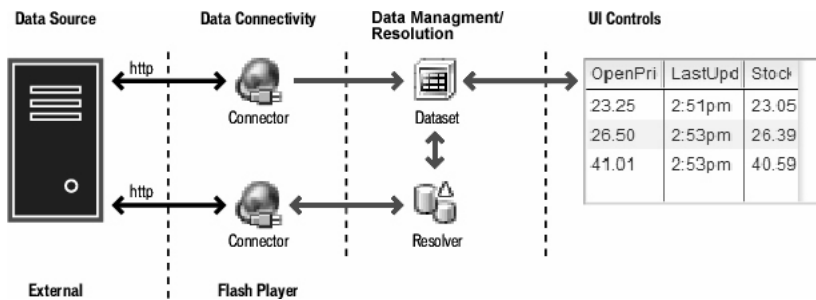 Data Source
Data Connectivity
Data Managment/
Resolution
UI Controls
http
Connector
Dataset
OpenPri LastUpd Stock
23.25 2:51pm 23.05
26.50 2:53pm 26.39
41.01 2:53pm 40.59
http
Connector
Resolver
External
Flash Player